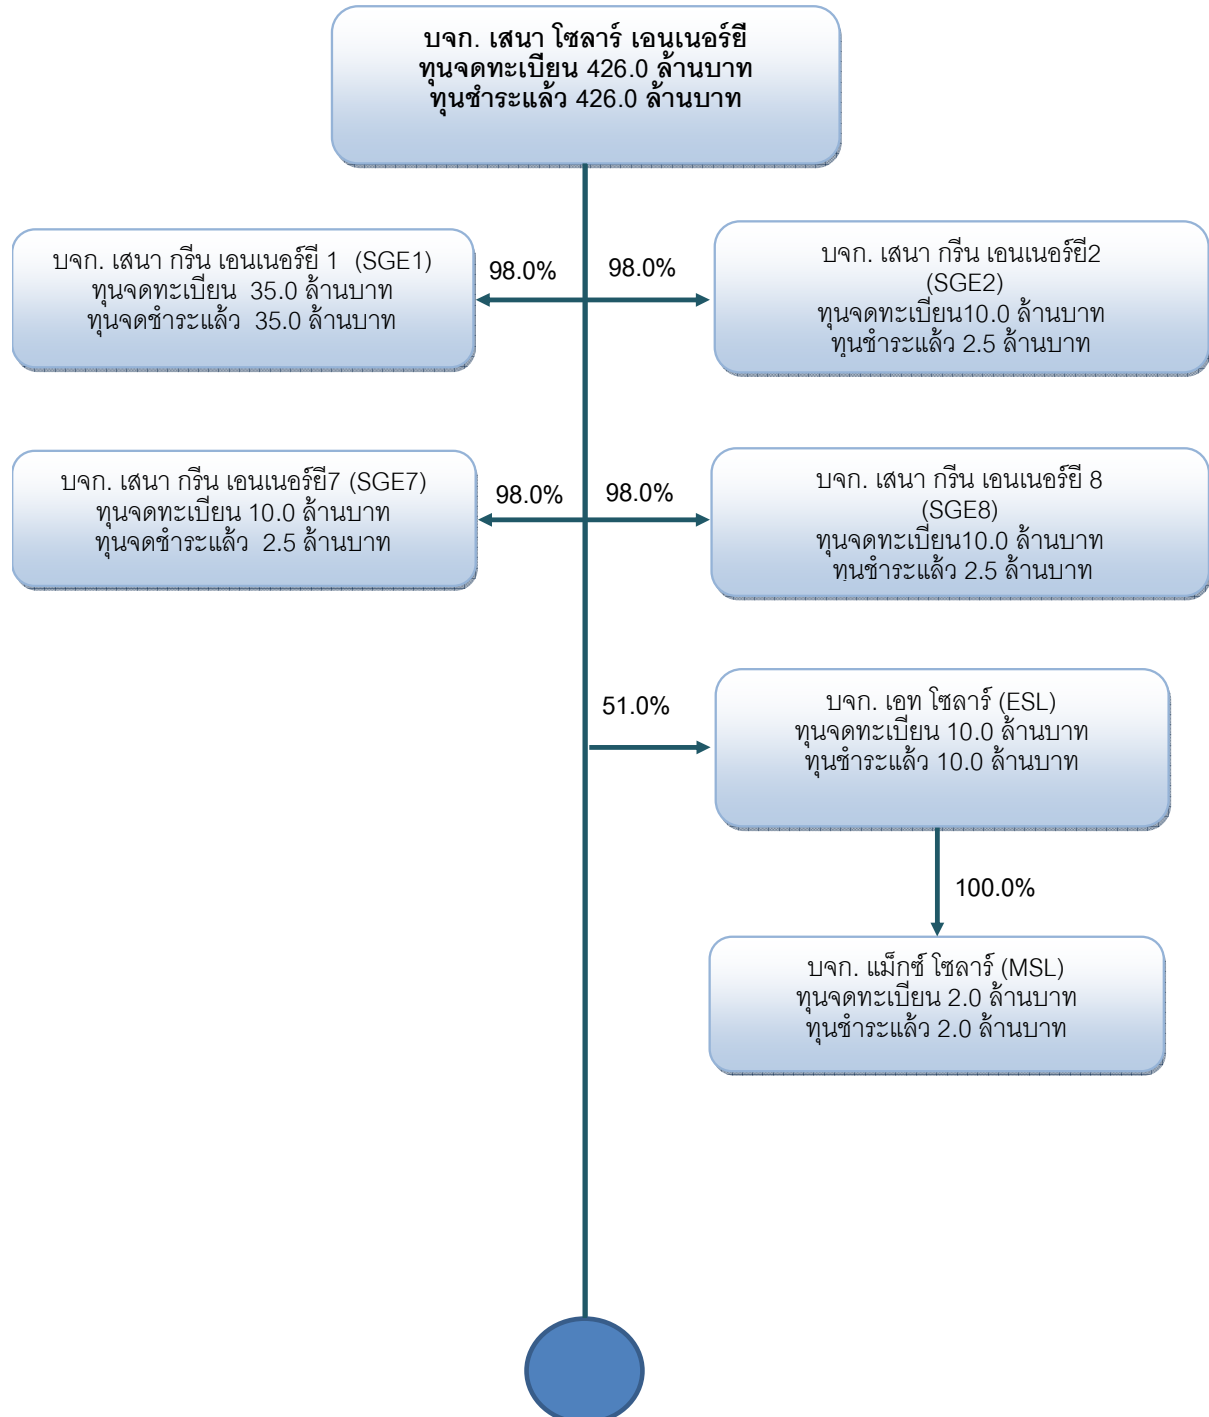 บจก. เสนา โซลาร์ เอนเนอร์ยี
ทุนจดทะเบียน 426.0 ล้านบาท
ทุนชำระแล้ว 426.0 ล้านบาท
บจก. เสนา กรีน เอนเนอร์ยี 1 (SGE1)
ทุนจดทะเบียน 35.0 ล้านบาท
ทุนจดชำระแล้ว 35.0 ล้านบาท
98.0%
98.0%
บจก. เสนา กรีน เอนเนอร์ยี2
(SGE2)
ทุนจดทะเบียน10.0 ล้านบาท
ทุนชำระแล้ว 2.5 ล้านบาท
บจก. เสนา กรีน เอนเนอร์ยี7 (SGE7)
ทุนจดทะเบียน 10.0 ล้านบาท
ทุนจดชำระแล้ว 2.5 ล้านบาท
98.0%
98.0%
บจก. เสนา กรีน เอนเนอร์ยี 8
(SGE8)
ทุนจดทะเบียน10.0 ล้านบาท
ทุนชำระแล้ว 2.5 ล้านบาท
51.0%
บจก. เอท โซลาร์ (ESL)
ทุนจดทะเบียน 10.0 ล้านบาท
ทุนชำระแล้ว 10.0 ล้านบาท
100.0%
บจก. แม็กซ์ โซลาร์ (MSL)
ทุนจดทะเบียน 2.0 ล้านบาท
ทุนชำระแล้ว 2.0 ล้านบาท